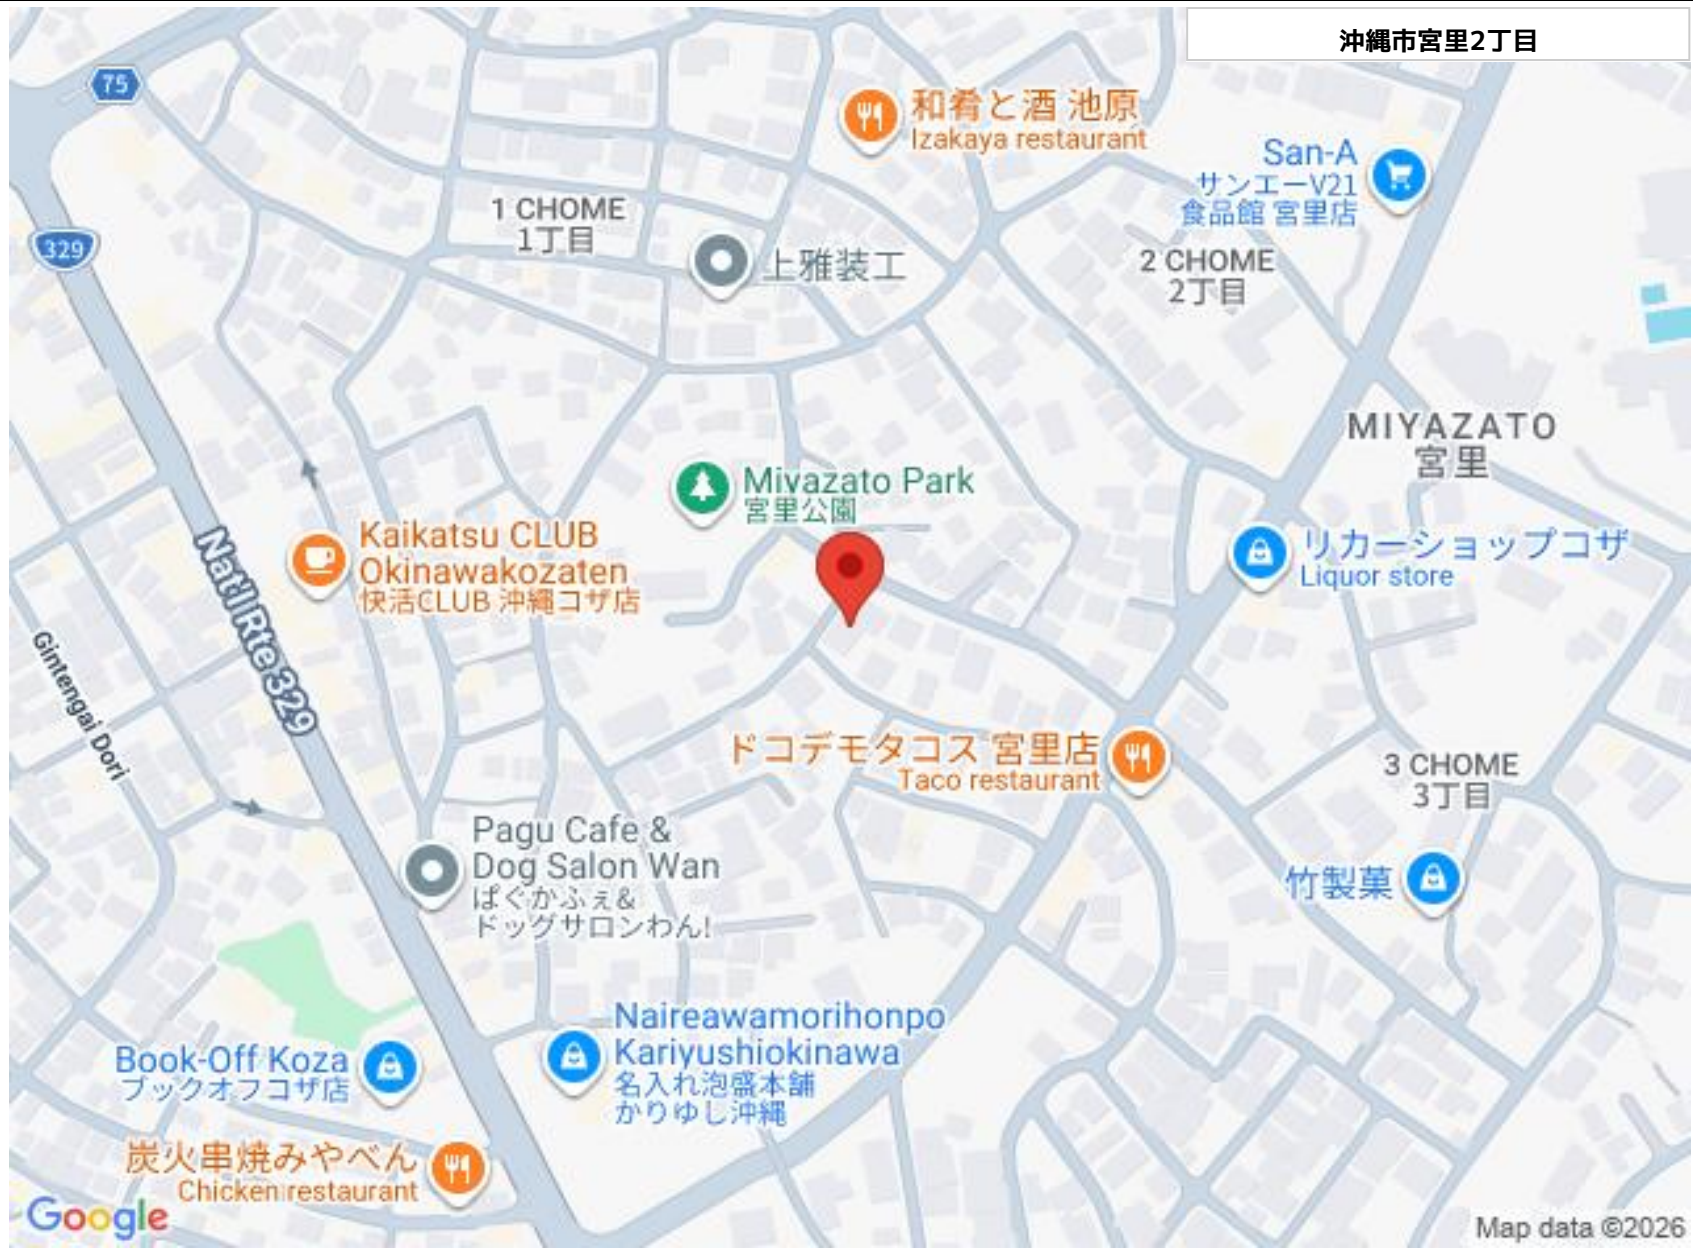 沖縄市宮里2丁目
75
和肴と酒 池原
Izakaya restaurant
San-A
サンエーV21
食品館 宮里店
1 CHOME
1丁目
329
上雅装工
2 CHOME
2丁目
MIYAZATO
宮里
Miyazato Park
宮里公園
Kaikatsu CLUB
Okinawakozaten
快活CLUB 沖縄コザ店
リカーショップコザ
Liquor store
Nat'l Rte 329
Gintengai Dori
ドコデモタコス 宮里店
Taco restaurant
3 CHOME
3丁目
Pagu Cafe &
Dog Salon Wan
ぱぐかふぇ&
ドッグサロンわん!
竹製菓
Naireawamorihonpo
Kariyushiokinawa
名入れ泡盛本舗
かりゆし沖縄
Book-Off Koza
ブックオフコザ店
炭火串焼みやべん
Chicken restaurant
Google
Map data ©2026